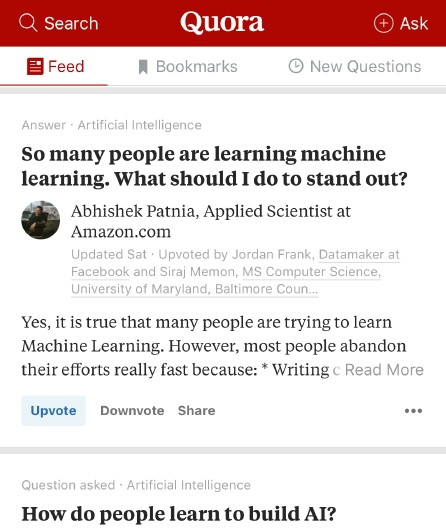 Search Quora Ask
Feed Bookmarks New Questions
Answer · Artificial Intelligence
So many people are learning machine
learning. What should I do to stand out?
Abhishek Patnia, Applied Scientist at
Amazon.com
Updated Sat · Upvoted by Jordan Frank, Datamaker at
Facebook and Siraj Memon, MS Computer Science,
University of Maryland, Baltimore Coun...
Yes, it is true that many people are trying to learn
Machine Learning. However, most people abandon
their efforts really fast because: * Writing c Read More
Upvote Downvote Share
Question asked · Artificial Intelligence
How do people learn to build AI?